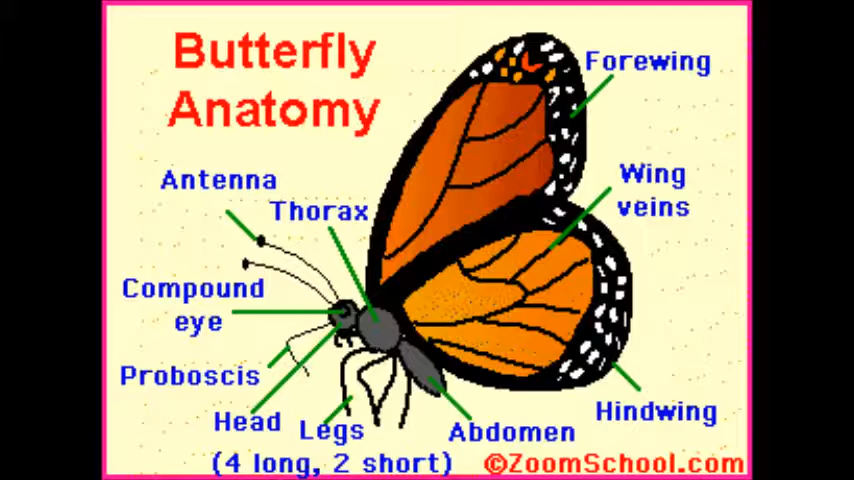 Butterfly
Anatomy
Forewing
Antenna
Thorax
Wing
veins
Compound
eye
Proboscis
Head
Legs
(4 long, 2 short)
Abdomen
Hindwing
©ZoomSchool.com